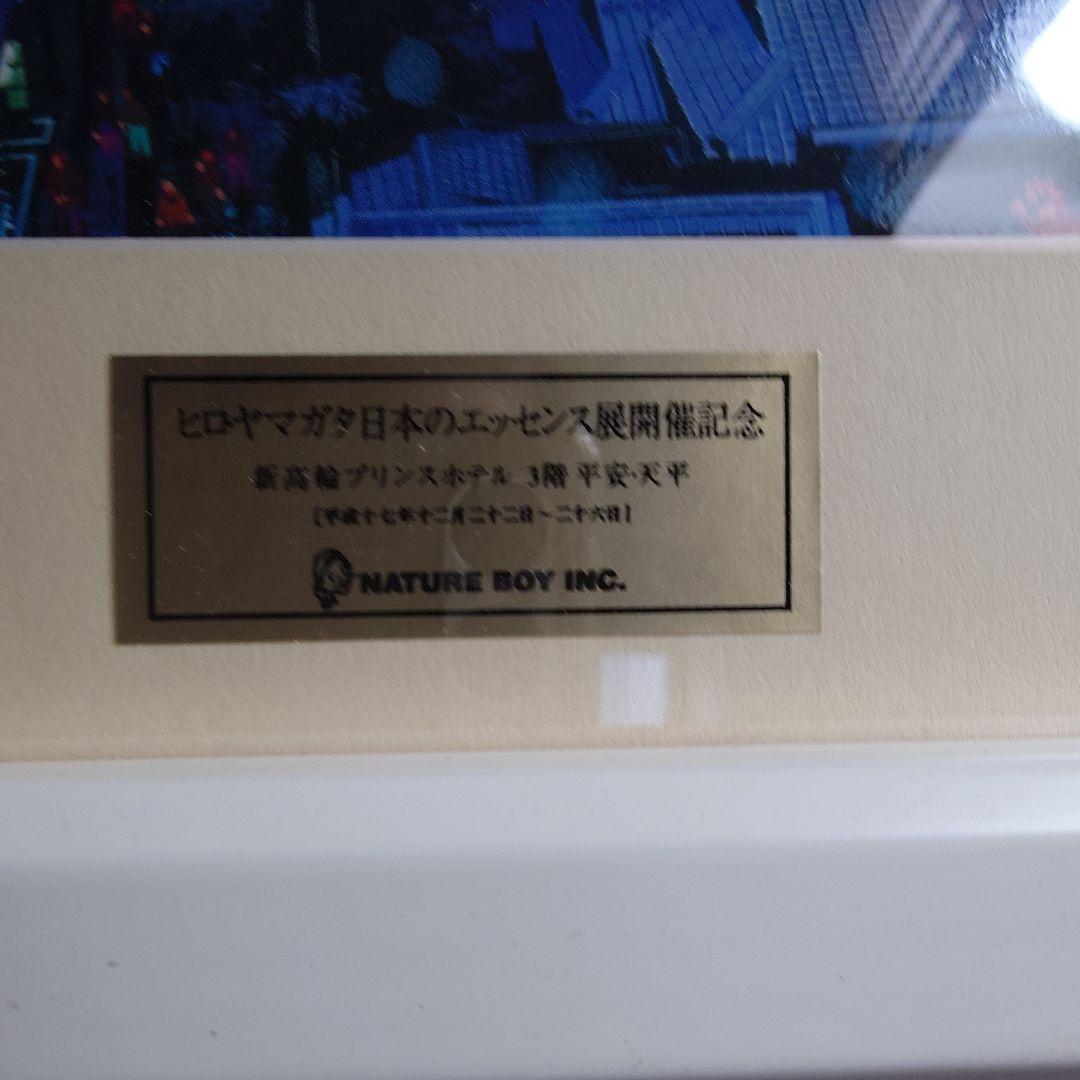 ヒロ・ヤマガタ日本のエッセンス展開催記念
新高輪プリンスホテル 3階 平安・天平
［平成十七年十二月二十二日～二十六日］
NATURE BOY INC.